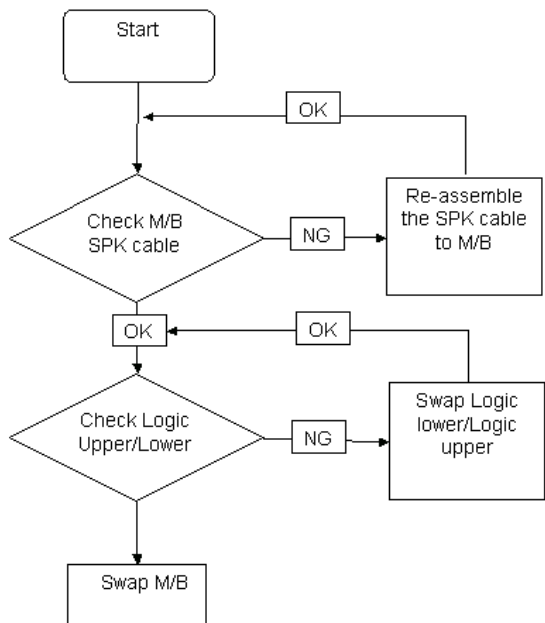 Start
OK
Check M/B
SPK cable
NG
Re-assemble
the SPK cable
to M/B
OK
OK
Check Logic
Upper/Lower
NG
Swap Logic
lower/Logic
upper
Swap M/B